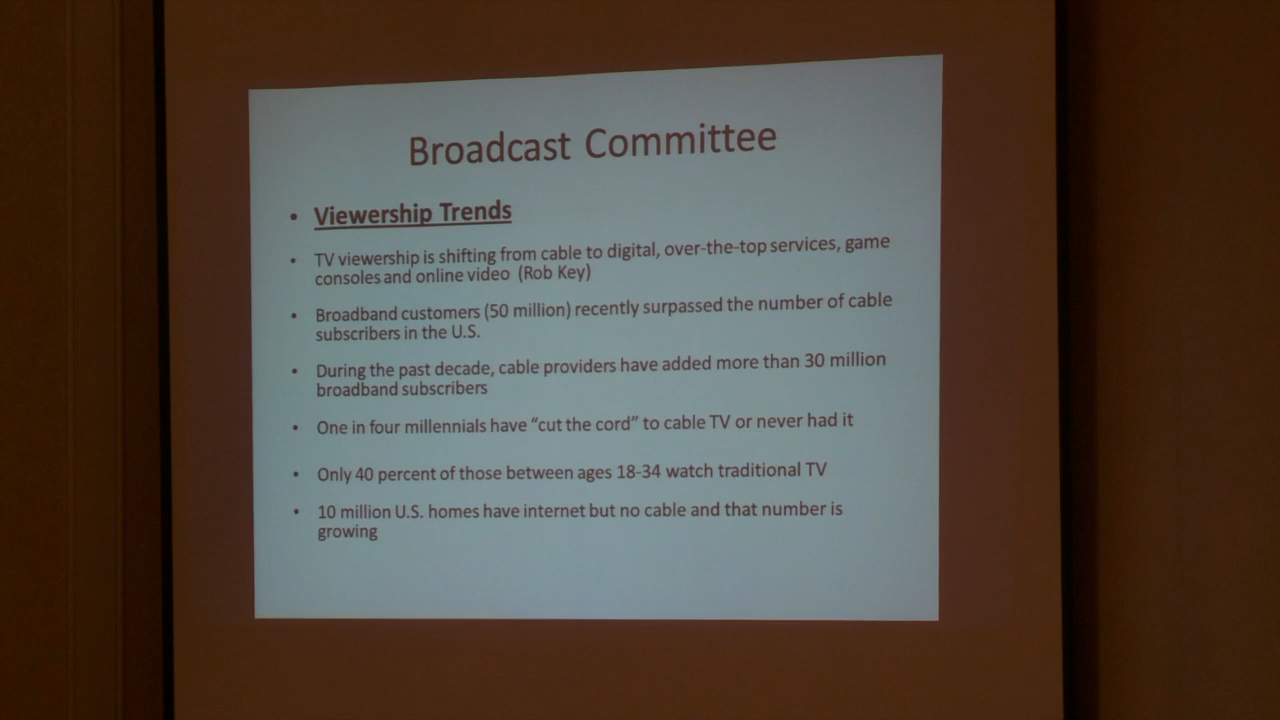 Broadcast Committee
• Viewership Trends
• TV viewership is shifting from cable to digital, over-the-top services, game
consoles and online video (Rob Key)
• Broadband customers (50 million) recently surpassed the number of cable
subscribers in the U.S.
• During the past decade, cable providers have added more than 30 million
broadband subscribers
• One in four millennials have “cut the cord” to cable TV or never had it
• Only 40 percent of those between ages 18-34 watch traditional TV
• 10 million U.S. homes have internet but no cable and that number is
growing